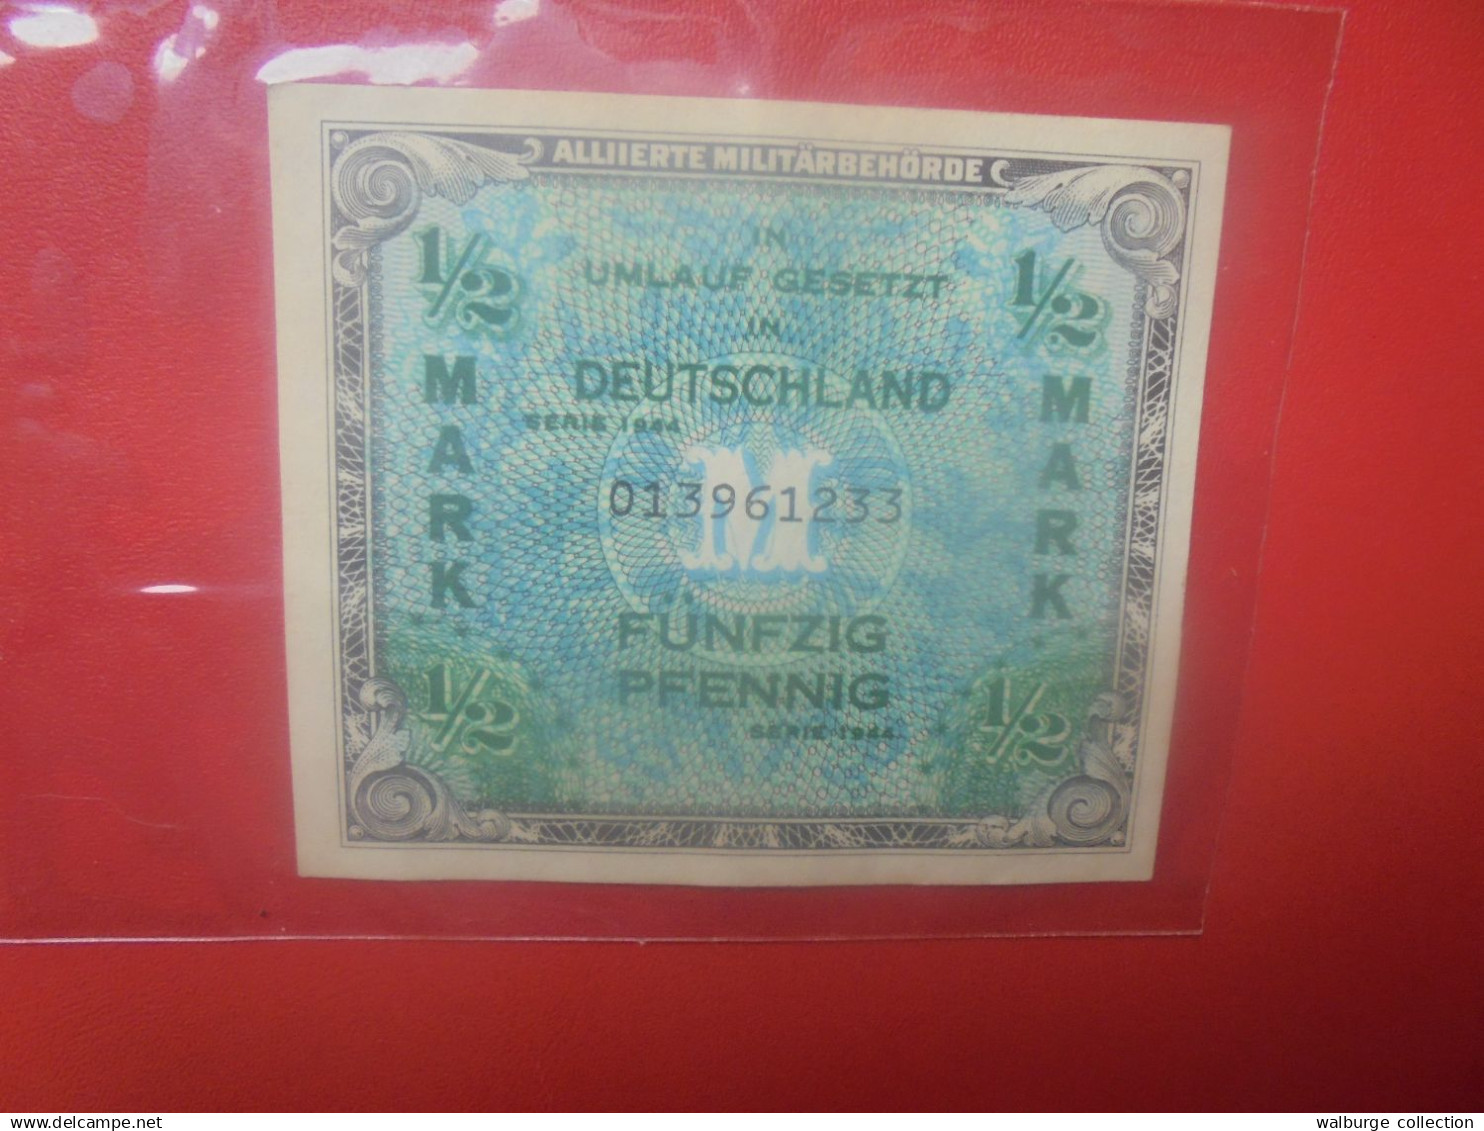 ALLIIERTE MILITÄRBEHÖRDE
IN
UMLAUF GESETZT
IN
DEUTSCHLAND
SERIE 1944
1/2
MARK
1/2
1/2
MARK
1/2
M
013961233
FÜNFZIG
PFENNIG
SERIE 1944
delcampe.net
walburge collection